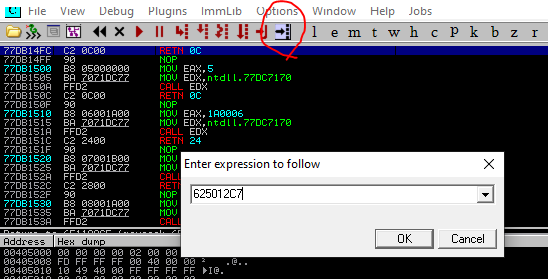 View Debug Plugins ImmLib Options Window Help Jobs
l e m t w h c p k b z r
77DB14FC C2 0C00 RETN 0C
77DB14FF 90 NOP
77DB1500 B8 05000000 MOV EAX,5
77DB1505 BA 7071DC77 MOV EDX,ntdll.77DC7170
77DB150A FFD2 CALL EDX
77DB150C C2 0C00 RETN 0C
77DB150F 90 NOP
77DB1510 B8 06001A00 MOV EAX,1A0006
77DB1515 BA 7071DC77 MOV EDX,ntdll.77DC7170
77DB151A FFD2 CALL EDX
77DB151C C2 2400 RETN 24
77DB151F 90 NOP
77DB1520 B8 07001B00 MOV
77DB1525 BA 7071DC77 MOV
77DB152A FFD2 CALL
77DB152C C2 2800 RETN
77DB152F 90 NOP
77DB1530 B8 08001A00 MOV
77DB1535 BA 7071DC77 MOV
77DB153A FFD2 CALL
Enter expression to follow
625012C7
OK Cancel
Address Hex dump
00405000 00 00 00 00 02 00 00
00405008 FD FF FF FF 00 40 00 00 ² .@..
00405010 10 49 40 00 FF FF FF FF